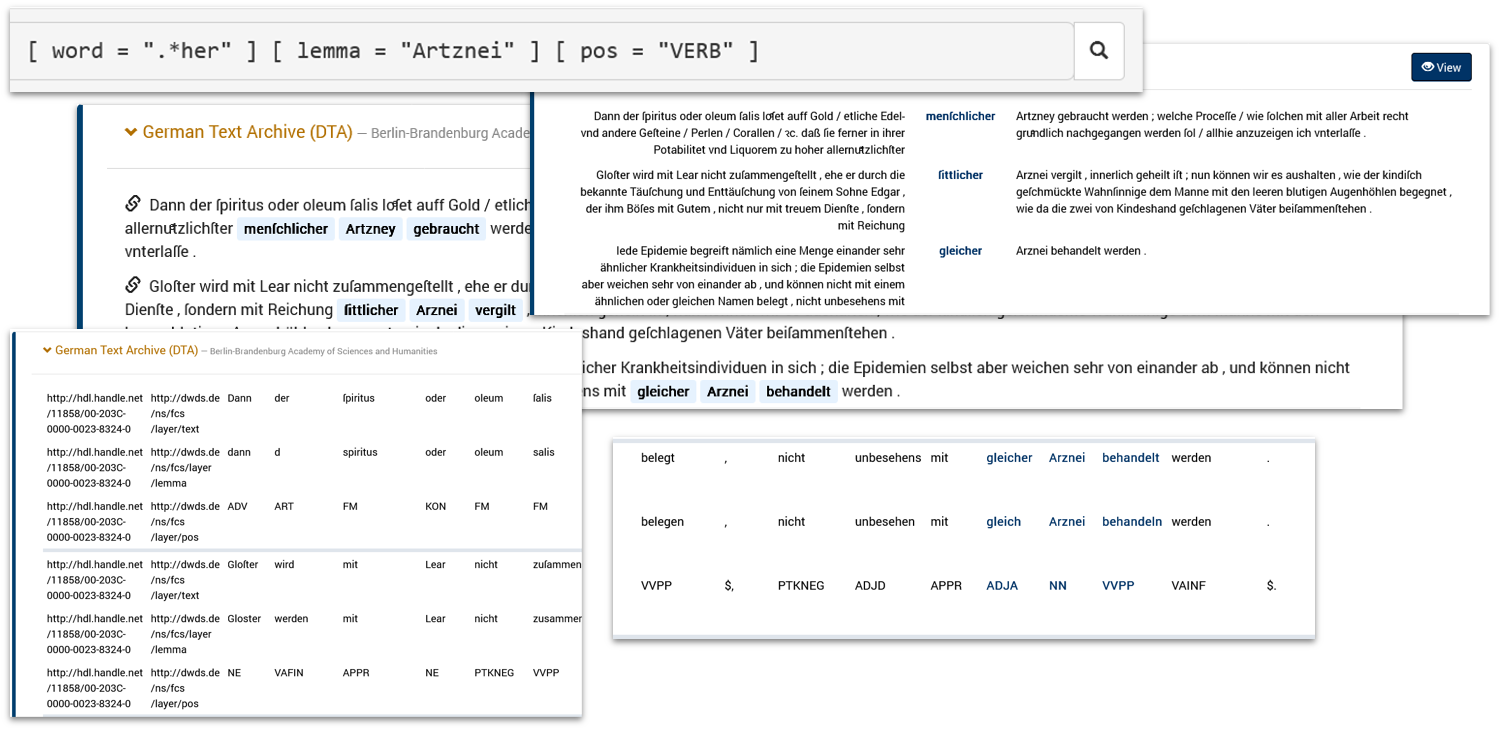 [ word = ".*her" ] [ lemma = "Artznei" ] [ pos = "VERB" ]
View
Dann der ſpiritus oder oleum ſalis loͤſet auff Gold / etliche Edel- menſchlicher Artzney gebraucht werden ; welche Proceſſe / wie ſolchen mit aller Arbeit recht
vnd andere Geſteine / Perlen / Corallen / ꝛc. daß ſie ferner in ihrer gruͤndlich nachgegangen werden ſol / allhie anzuzeigen ich vnterlaſſe .
Potabilitet vnd Liquorem zu hoher allernuͤtzlichſter
Gloſter wird mit Lear nicht zuſammengeſtellt , ehe er durch die ſittlicher Arznei vergilt , innerlich geheilt iſt ; nun können wir es aushalten , wie der kindiſch
bekannte Täuſchung und Enttäuſchung von ſeinem Sohne Edgar , geſchmückte Wahnſinnige dem Manne mit den leeren blutigen Augenhöhlen begegnet ,
der ihm Böſes mit Gutem , nicht nur mit treuem Dienſte , ſondern wie da die zwei von Kindeshand geſchlagenen Väter beiſammenſtehen .
mit Reichung
Iede Epidemie begreift nämlich eine Menge einander sehr gleicher Arznei behandelt werden .
ähnlicher Krankheitsindividuen in sich ; die Epidemien selbst
aber weichen sehr von einander ab , und können nicht mit einem
ähnlichen oder gleichen Namen belegt , nicht unbesehens mit
German Text Archive (DTA) — Berlin-Brandenburg Acade
Dann der ſpiritus oder oleum ſalis loͤſet auff Gold / etlich
allernuͤtzlichſter menſchlicher Artzney gebraucht werde
vnterlaſſe .
Gloſter wird mit Lear nicht zuſammengeſtellt , ehe er du
Dienſte , ſondern mit Reichung ſittlicher Arznei vergilt ,
shand geſchlagenen Väter beiſammenſtehen .
icher Krankheitsindividuen in sich ; die Epidemien selbst aber weichen sehr von einander ab , und können nicht
ens mit gleicher Arznei behandelt werden .
German Text Archive (DTA) — Berlin-Brandenburg Academy of Sciences and Humanities
http://hdl.handle.net http://dwds.de Dann der ſpiritus oder oleum ſalis
/11858/00-203C- /ns/fcs
0000-0023-8324-0 /layer/text
http://hdl.handle.net http://dwds.de dann d spiritus oder oleum salis
/11858/00-203C- /ns/fcs/layer
0000-0023-8324-0 /lemma
http://hdl.handle.net http://dwds.de ADV ART FM KON FM FM
/11858/00-203C- /ns/fcs
0000-0023-8324-0 /layer/pos
http://hdl.handle.net http://dwds.de Gloſter wird mit Lear nicht zuſammen
/11858/00-203C- /ns/fcs
0000-0023-8324-0 /layer/text
http://hdl.handle.net http://dwds.de Gloster werden mit Lear nicht zusammen
/11858/00-203C- /ns/fcs/layer
0000-0023-8324-0 /lemma
http://hdl.handle.net http://dwds.de NE VAFIN APPR NE PTKNEG VVPP
/11858/00-203C- /ns/fcs
0000-0023-8324-0 /layer/pos
belegt , nicht unbesehens mit gleicher Arznei behandelt werden .
belegen , nicht unbesehen mit gleich Arznei behandeln werden .
VVPP $, PTKNEG ADJD APPR ADJA NN VVPP VAINF $.